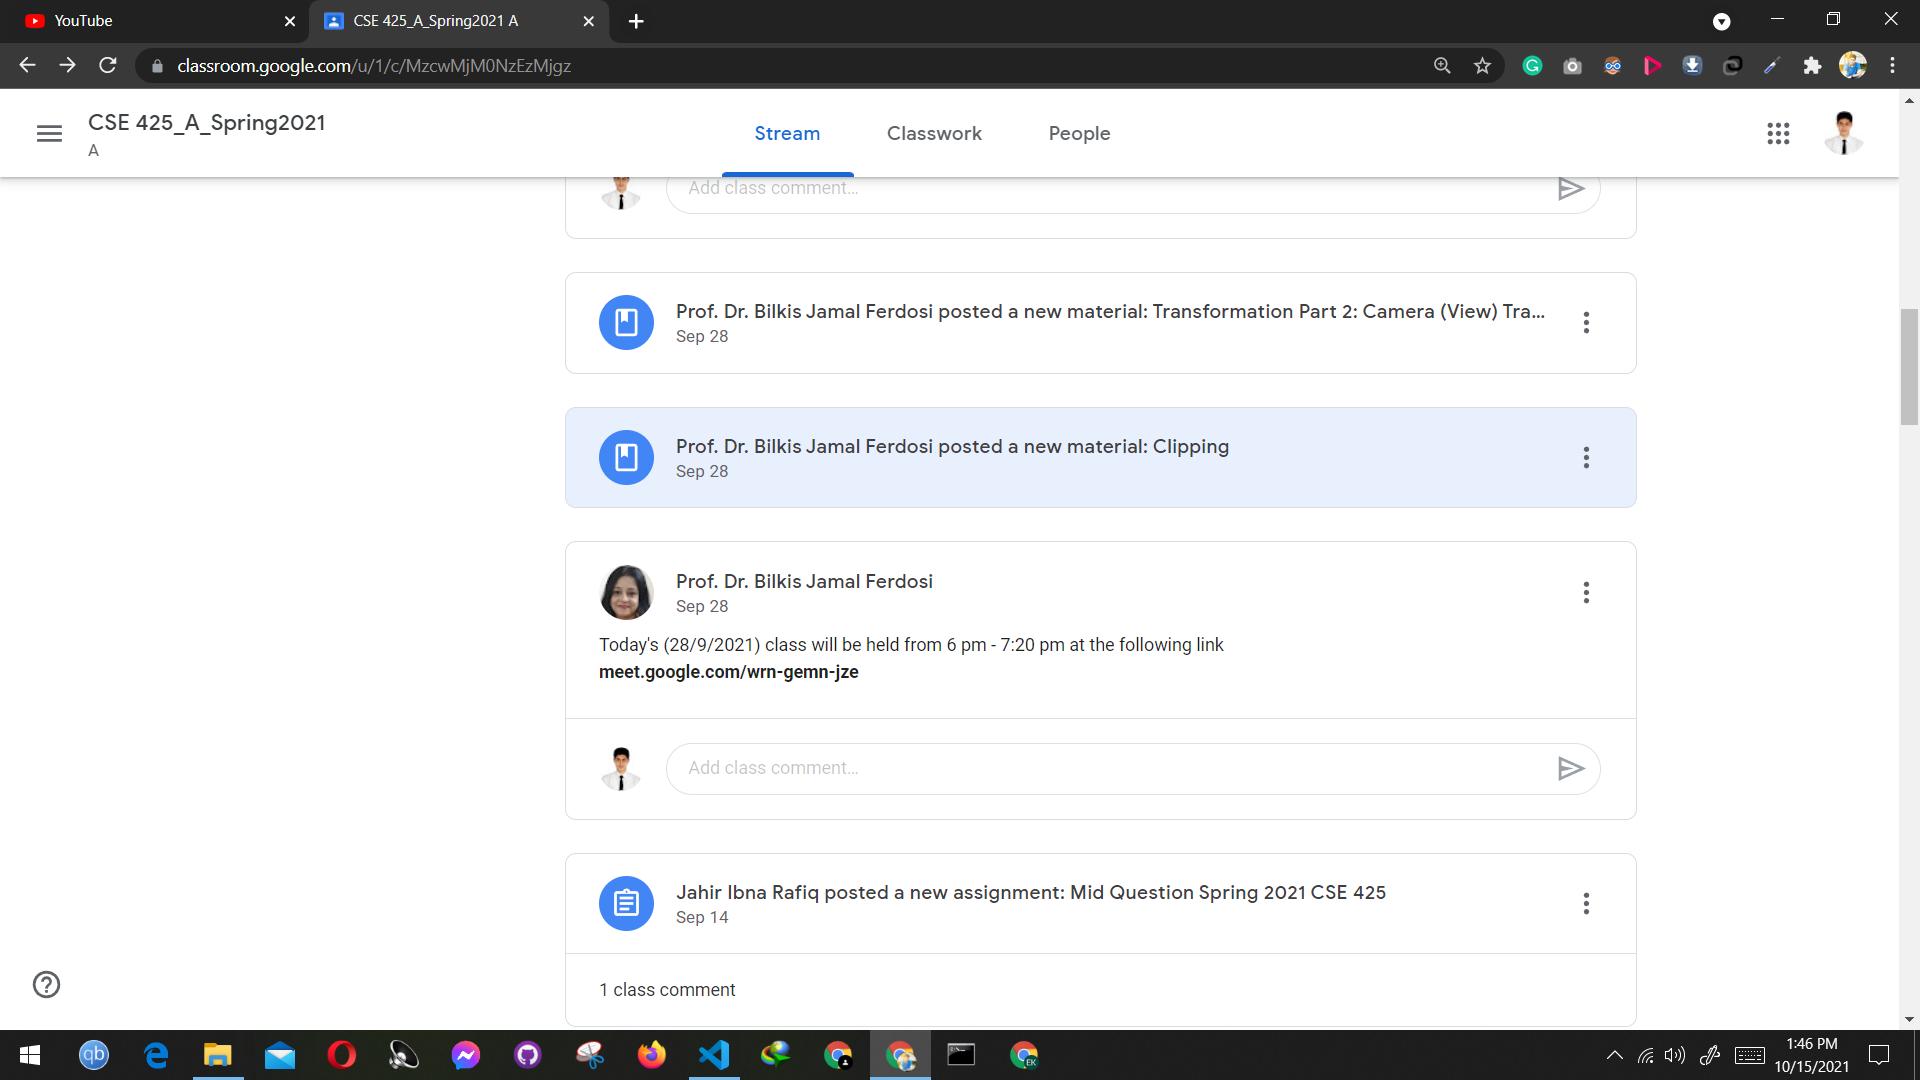 YouTube
CSE 425_A_Spring2021 A
classroom.google.com/u/1/c/MzcwMjM0NzEzMjgz
CSE 425_A_Spring2021
A
Stream
Classwork
People
Add class comment...
Prof. Dr. Bilkis Jamal Ferdosi posted a new material: Transformation Part 2: Camera (View) Tra...
Sep 28
Prof. Dr. Bilkis Jamal Ferdosi posted a new material: Clipping
Sep 28
Prof. Dr. Bilkis Jamal Ferdosi
Sep 28
Today's (28/9/2021) class will be held from 6 pm - 7:20 pm at the following link
meet.google.com/wrn-gemn-jze
Add class comment...
Jahir Ibna Rafiq posted a new assignment: Mid Question Spring 2021 CSE 425
Sep 14
1 class comment
qb
EK
1:46 PM
10/15/2021